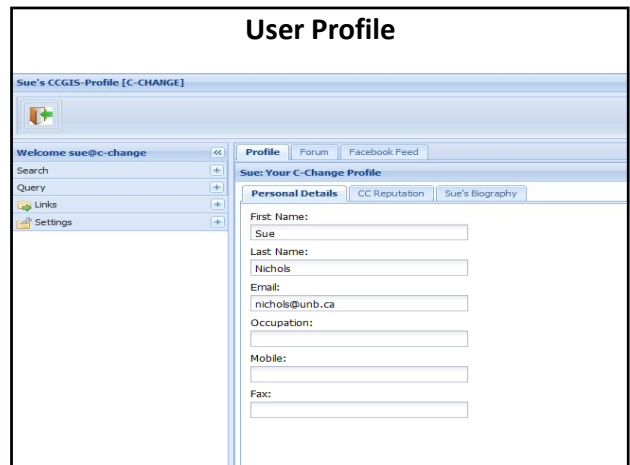 User Profile
Sue's CCGIS-Profile [C-CHANGE]
Welcome sue@c-change
Search
Query
Links
Settings
Profile Forum Facebook Feed
Sue: Your C-Change Profile
Personal Details CC Reputation Sue's Biography
First Name:
Sue
Last Name:
Nichols
Email:
nichols@unb.ca
Occupation:
Mobile:
Fax: